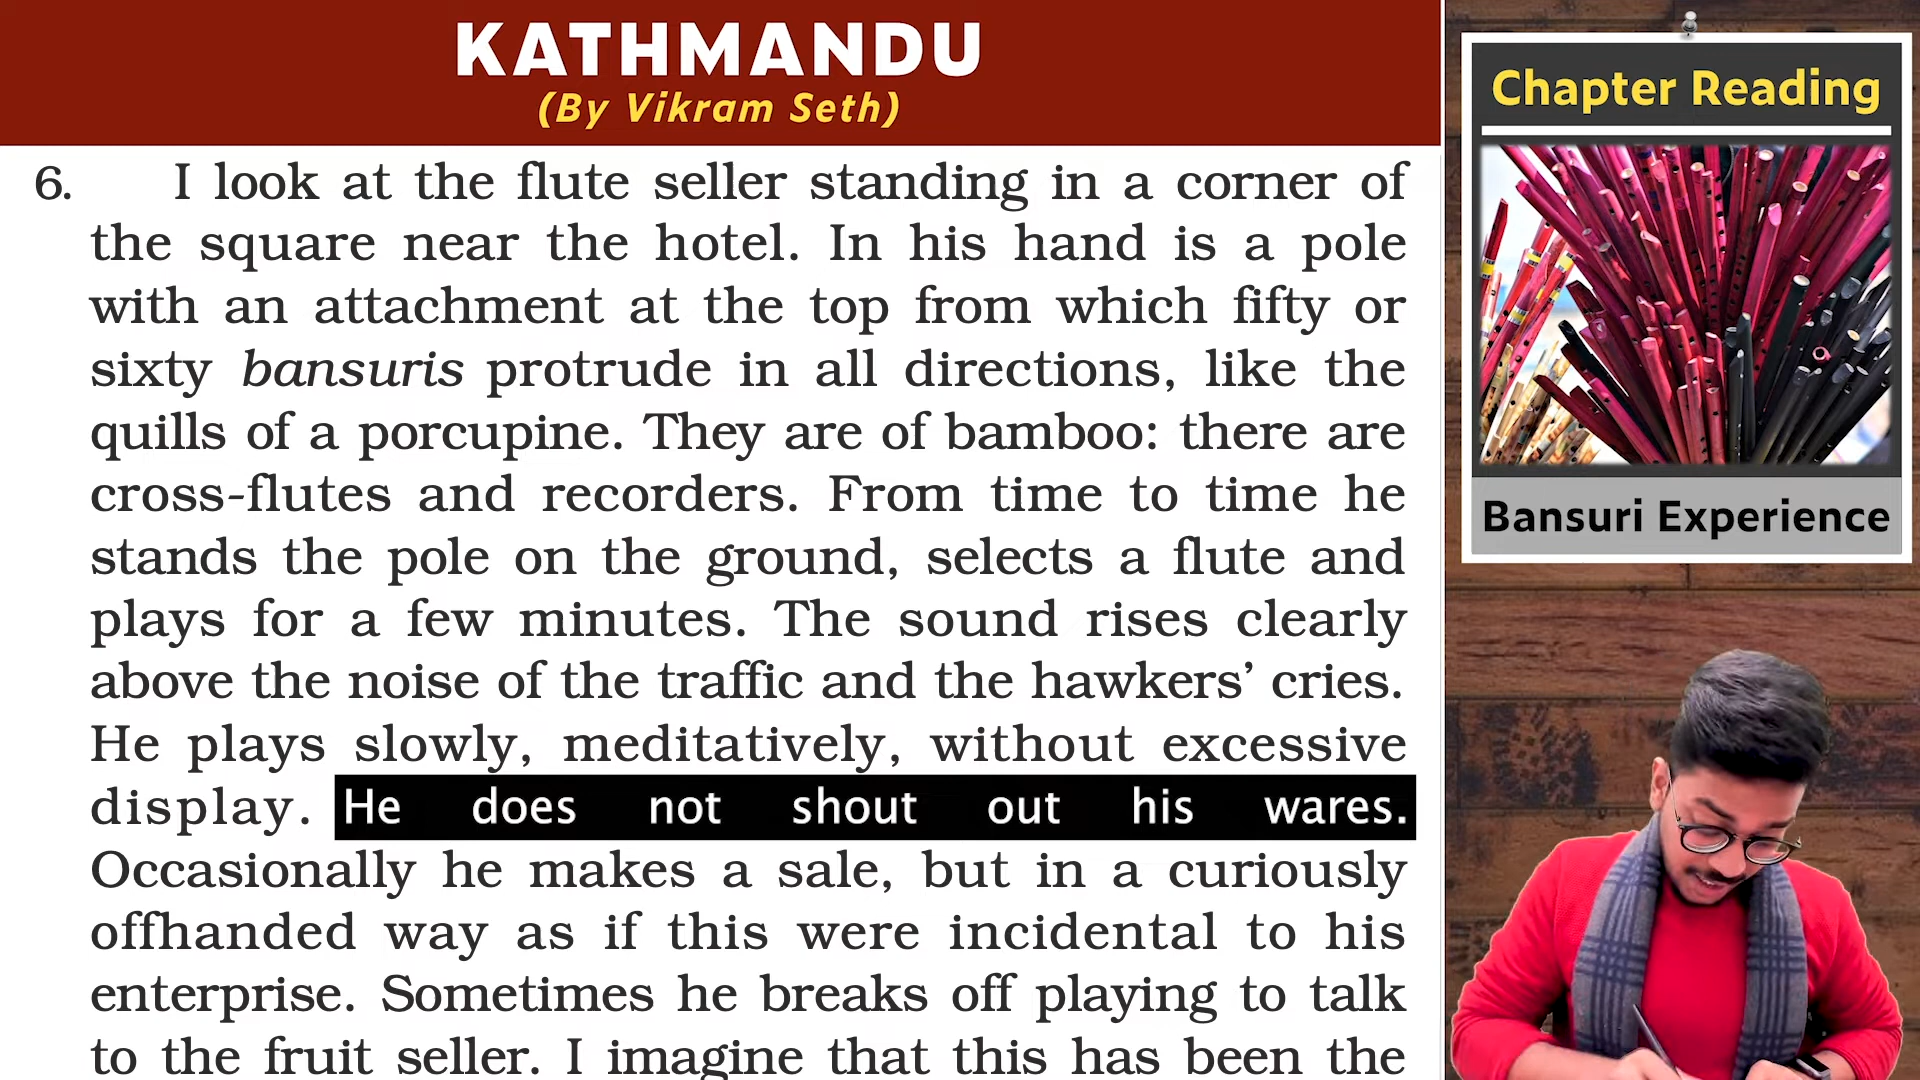 KATHMANDU
(By Vikram Seth)
6. I look at the flute seller standing in a corner of
the square near the hotel. In his hand is a pole
with an attachment at the top from which fifty or
sixty bansuris protrude in all directions, like the
quills of a porcupine. They are of bamboo: there are
cross-flutes and recorders. From time to time he
stands the pole on the ground, selects a flute and
plays for a few minutes. The sound rises clearly
above the noise of the traffic and the hawkers’ cries.
He plays slowly, meditatively, without excessive
display. He does not shout out his wares.
Occasionally he makes a sale, but in a curiously
offhanded way as if this were incidental to his
enterprise. Sometimes he breaks off playing to talk
to the fruit seller. I imagine that this has been the
Chapter Reading
Bansuri Experience